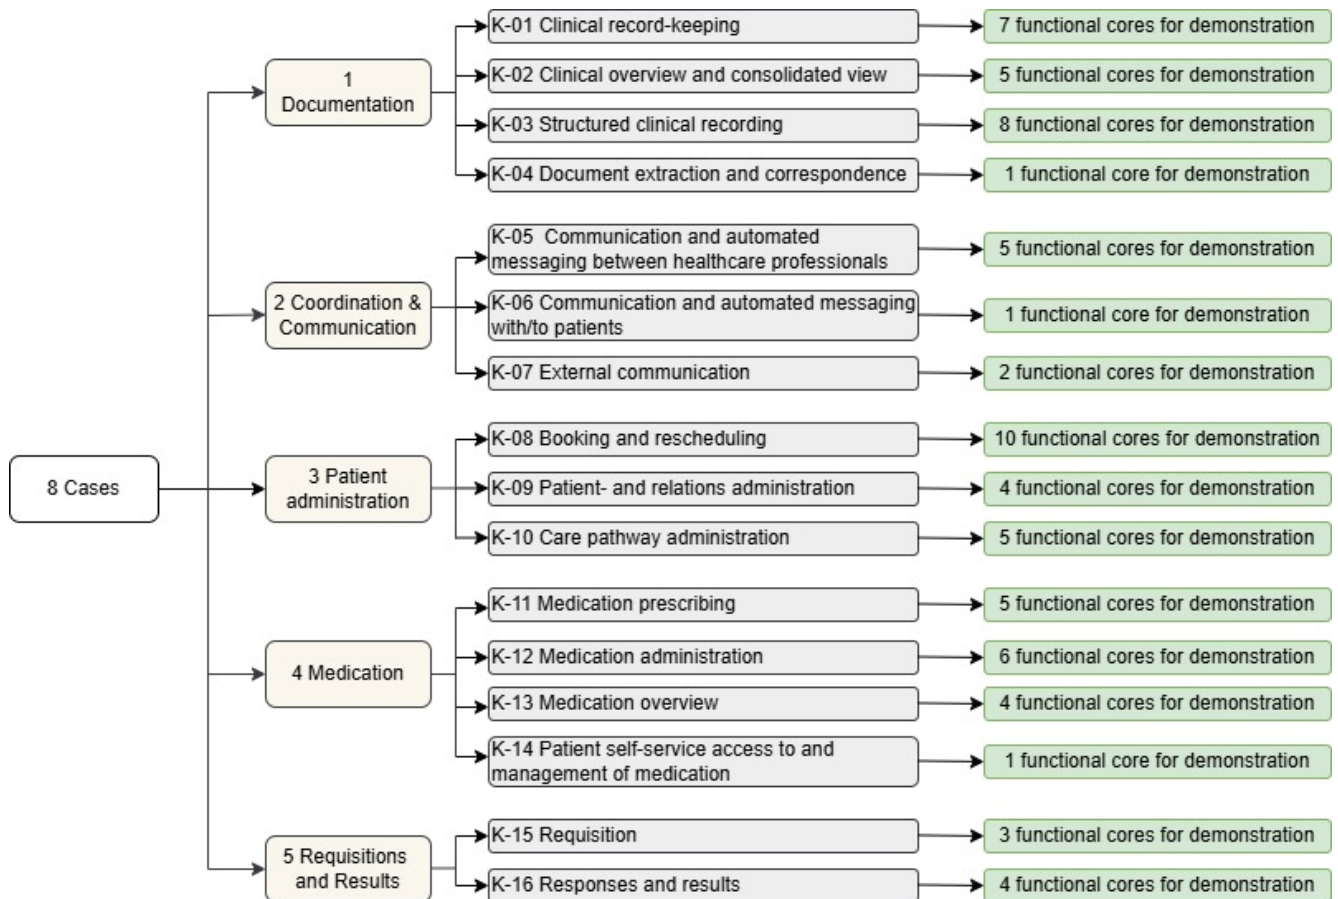 8 Cases
1
Documentation
K-01 Clinical record-keeping
7 functional cores for demonstration
K-02 Clinical overview and consolidated view
5 functional cores for demonstration
K-03 Structured clinical recording
8 functional cores for demonstration
K-04 Document extraction and correspondence
1 functional core for demonstration
2 Coordination &
Communication
K-05 Communication and automated
messaging between healthcare professionals
5 functional cores for demonstration
K-06 Communication and automated messaging
with/to patients
1 functional core for demonstration
K-07 External communication
2 functional cores for demonstration
3 Patient
administration
K-08 Booking and rescheduling
10 functional cores for demonstration
K-09 Patient- and relations administration
4 functional cores for demonstration
K-10 Care pathway administration
5 functional cores for demonstration
4 Medication
K-11 Medication prescribing
5 functional cores for demonstration
K-12 Medication administration
6 functional cores for demonstration
K-13 Medication overview
4 functional cores for demonstration
K-14 Patient self-service access to and
management of medication
1 functional core for demonstration
5 Requisitions
and Results
K-15 Requisition
3 functional cores for demonstration
K-16 Responses and results
4 functional cores for demonstration